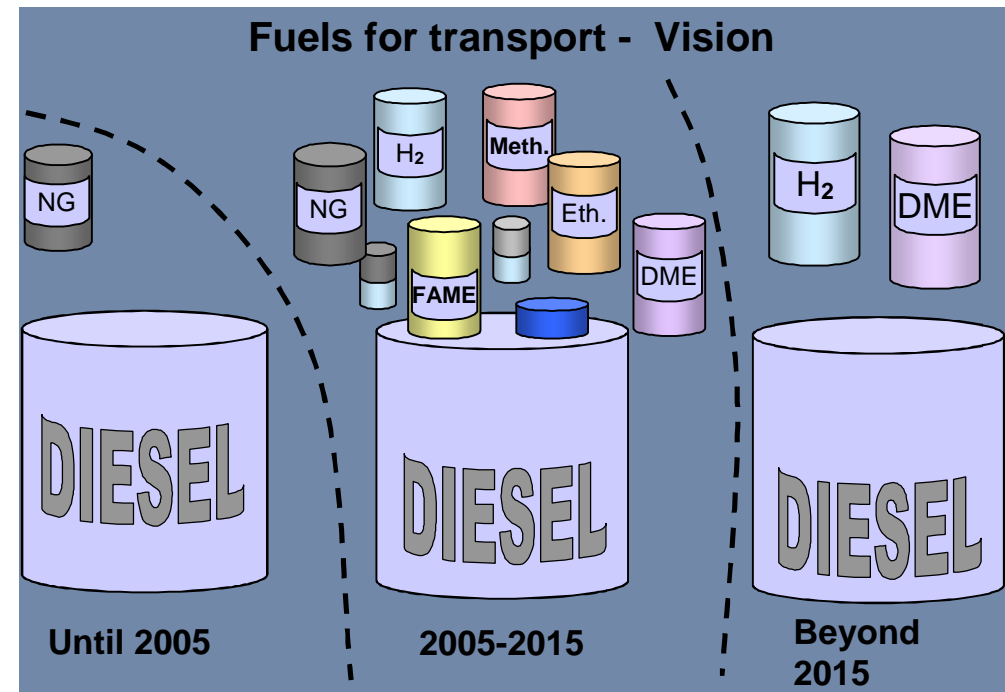 Fuels for transport - Vision
NG
DIESEL
Until 2005
NG
H₂
Meth.
Eth.
FAME
DME
DIESEL
2005-2015
H₂
DME
DIESEL
Beyond
2015